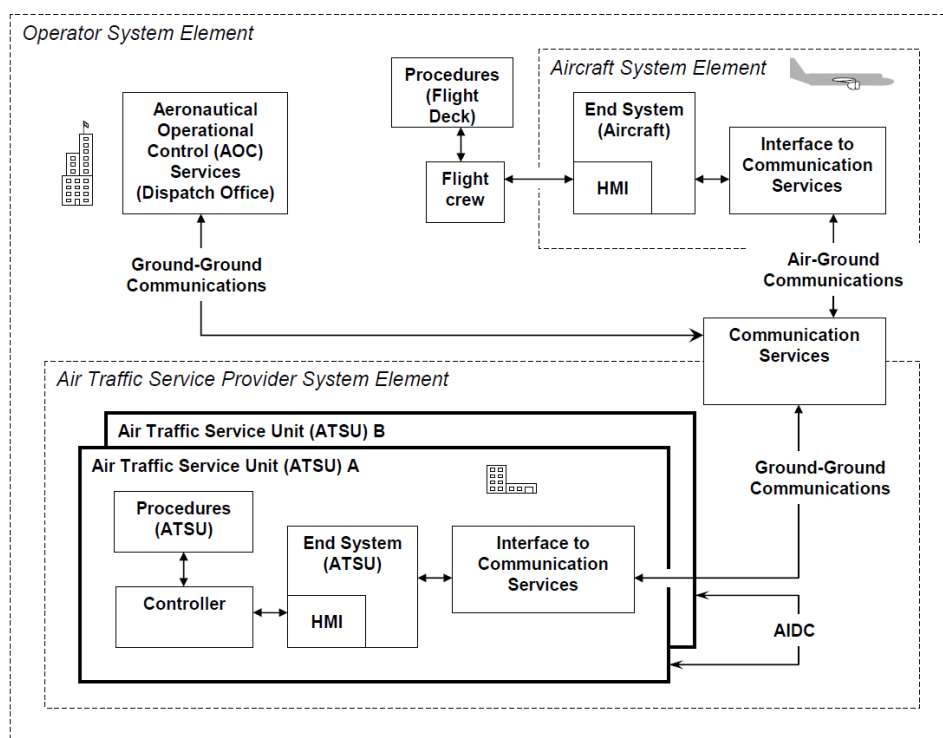 Operator System Element
Aircraft System Element
Procedures
(Flight
Deck)
Aeronautical
Operational
Control (AOC)
Services
(Dispatch Office)
End System
(Aircraft)
HMI
Interface to
Communication
Services
Flight
crew
Ground-Ground
Communications
Air-Ground
Communications
Communication
Services
Air Traffic Service Provider System Element
Air Traffic Service Unit (ATSU) B
Air Traffic Service Unit (ATSU) A
Ground-Ground
Communications
Procedures
(ATSU)
End System
(ATSU)
HMI
Interface to
Communication
Services
Controller
AIDC